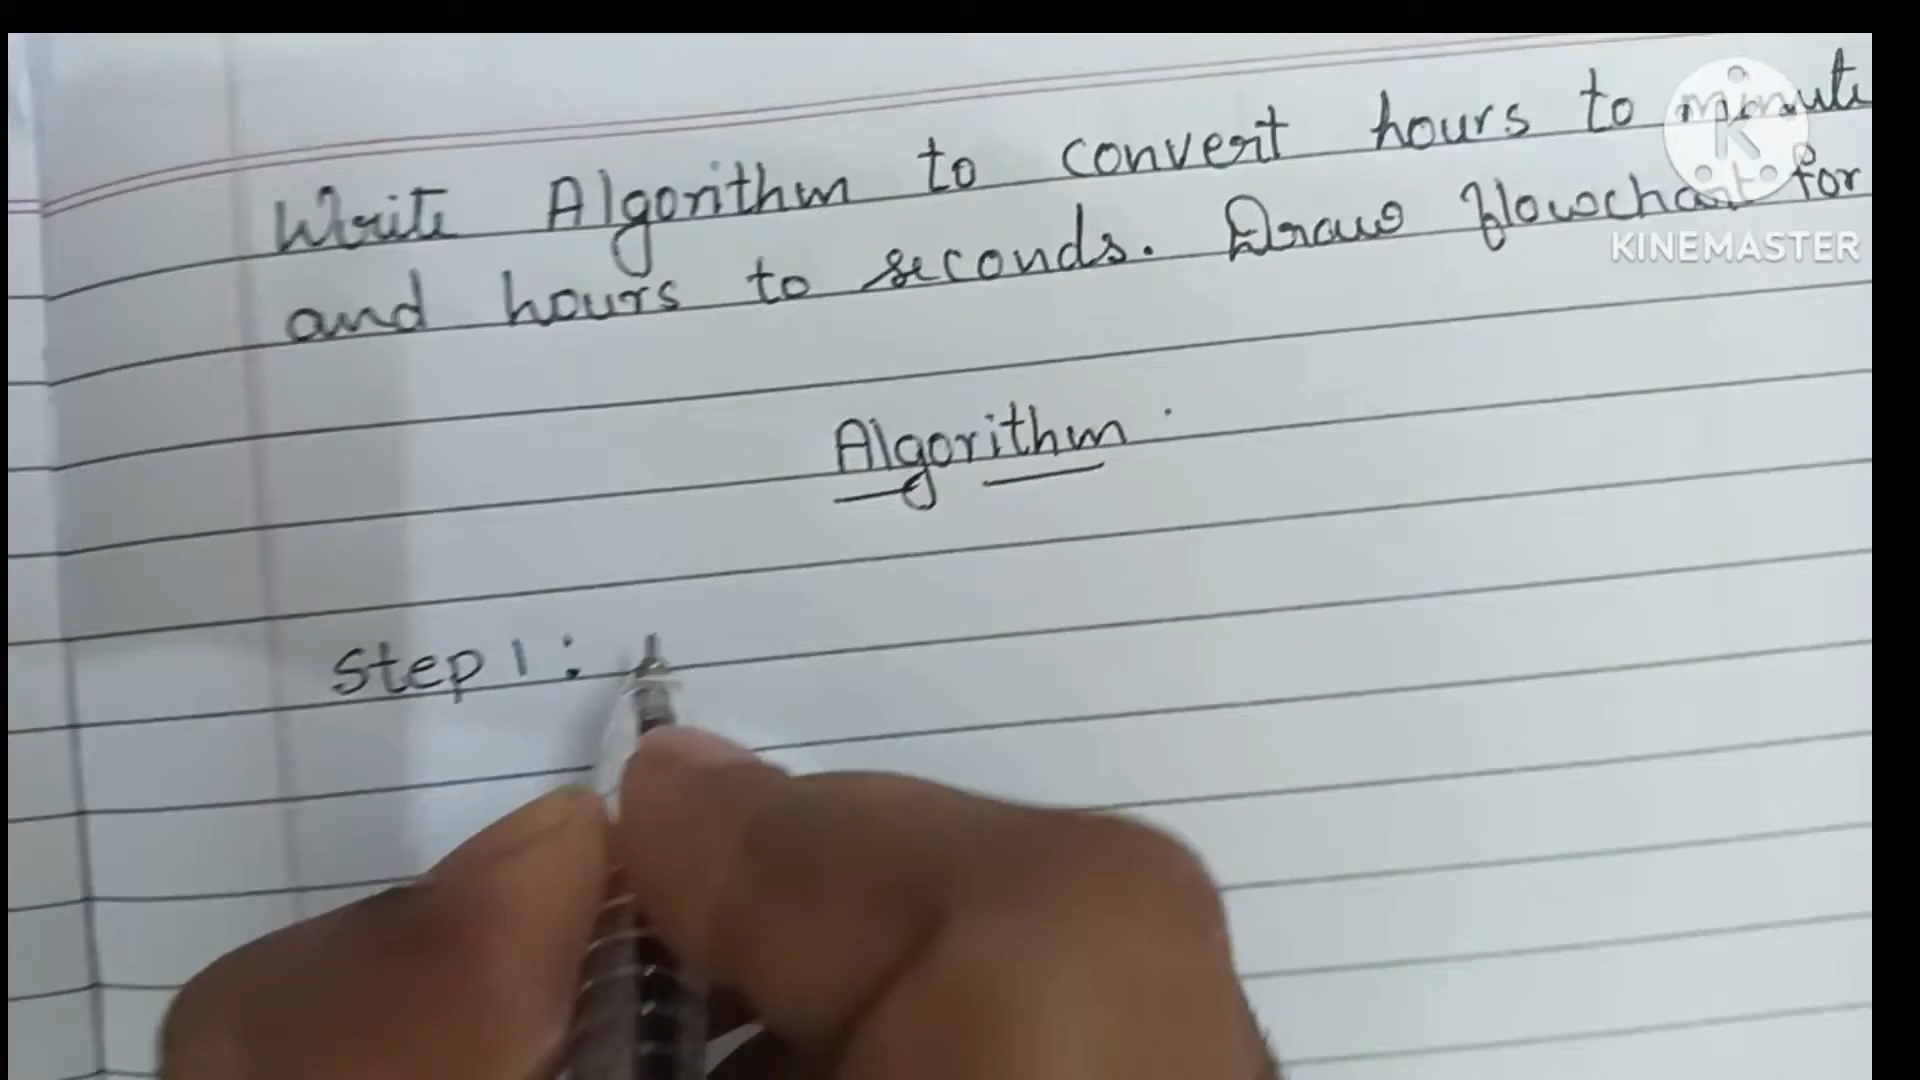 Write Algorithm to convert hours to minute
and hours to seconds. Draw flowchart for
KINEMASTER
Algorithm
Step 1 :